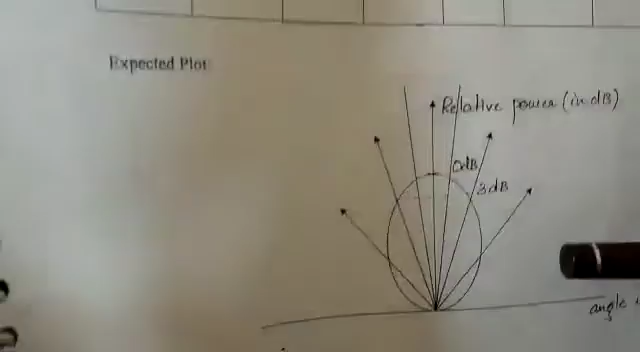 Expected Plot
Relative power (in dB)
0dB
3dB
angle